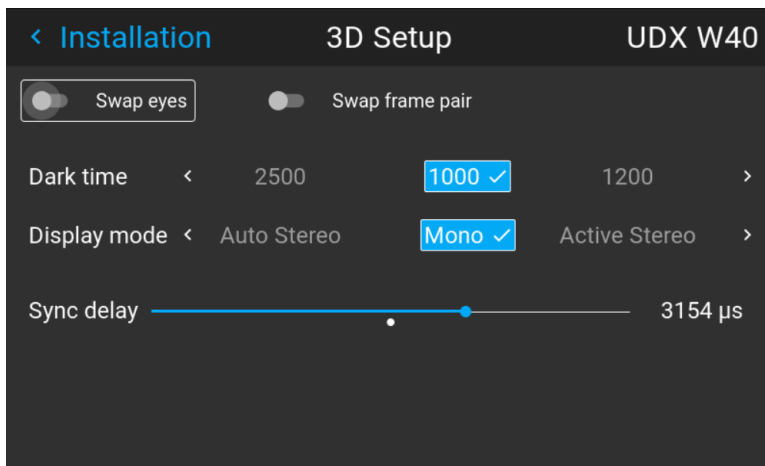 Installation 3D Setup UDX W40
Swap eyes Swap frame pair
Dark time 2500 1000 1200
Display mode Auto Stereo Mono Active Stereo
Sync delay 3154 µs